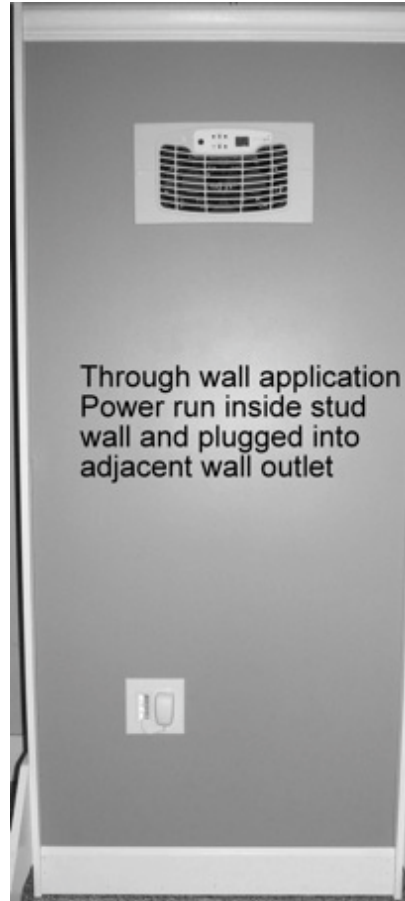 Through wall application
Power run inside stud
wall and plugged into
adjacent wall outlet